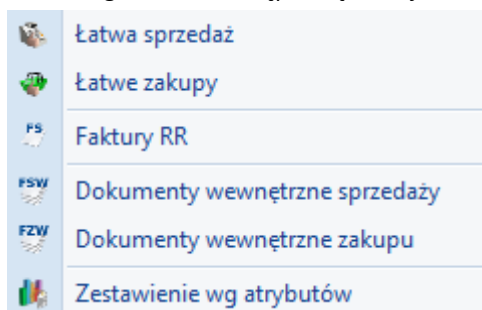 Łatwa sprzedaż
Łatwe zakupy
FS Faktury RR
FSW Dokumenty wewnętrzne sprzedaży
FZW Dokumenty wewnętrzne zakupu
Zestawienie wg atrybutów